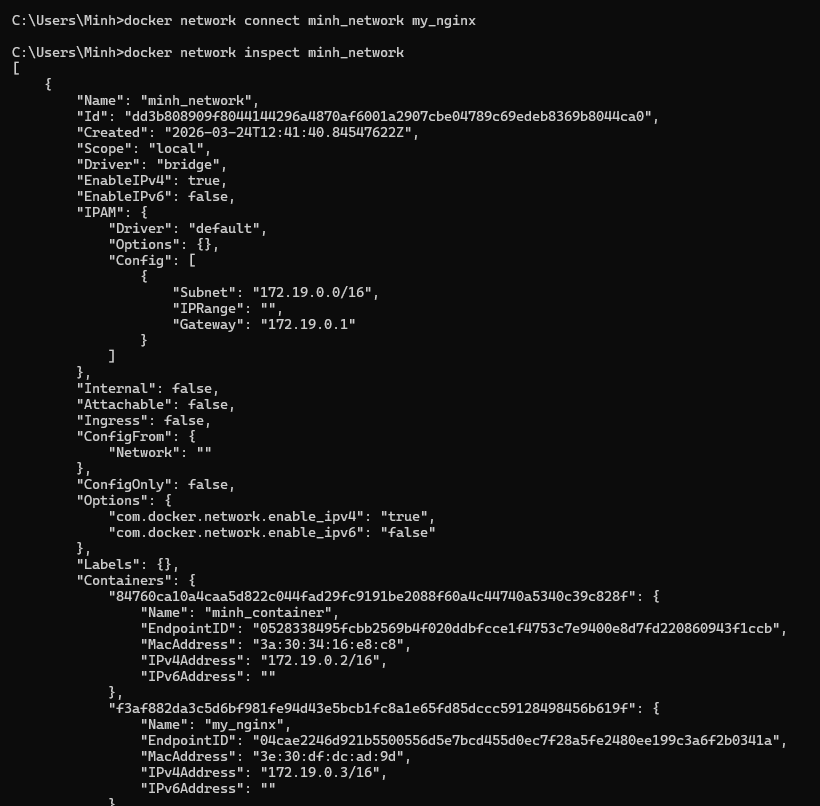 C:\Users\Minh>docker network connect minh_network my_nginx
C:\Users\Minh>docker network inspect minh_network
[
    {
        "Name": "minh_network",
        "Id": "dd3b808909f8044144296a4870af6001a2907cbe04789c69edeb8369b8044ca0",
        "Created": "2026-03-24T12:41:40.84547622Z",
        "Scope": "local",
        "Driver": "bridge",
        "EnableIPv4": true,
        "EnableIPv6": false,
        "IPAM": {
            "Driver": "default",
            "Options": {},
            "Config": [
                {
                    "Subnet": "172.19.0.0/16",
                    "IPRange": "",
                    "Gateway": "172.19.0.1"
                }
            ]
        },
        "Internal": false,
        "Attachable": false,
        "Ingress": false,
        "ConfigFrom": {
            "Network": ""
        },
        "ConfigOnly": false,
        "Options": {
            "com.docker.network.enable_ipv4": "true",
            "com.docker.network.enable_ipv6": "false"
        },
        "Labels": {},
        "Containers": {
            "84760ca10a4caa5d822c044fad29fc9191be2088f60a4c44740a5340c39c828f": {
                "Name": "minh_container",
                "EndpointID": "0528338495fcbb2569b4f020ddbfcce1f4753c7e9400e8d7fd220860943f1ccb",
                "MacAddress": "3a:30:34:16:e8:c8",
                "IPv4Address": "172.19.0.2/16",
                "IPv6Address": ""
            },
            "f3af882da3c5d6bf981fe94d43e5bcb1fc8a1e65fd85dccc59128498456b619f": {
                "Name": "my_nginx",
                "EndpointID": "04cae2246d921b5500556d5e7bcd455d0ec7f28a5fe2480ee199c3a6f2b0341a",
                "MacAddress": "3e:30:df:dc:ad:9d",
                "IPv4Address": "172.19.0.3/16",
                "IPv6Address": ""
            }